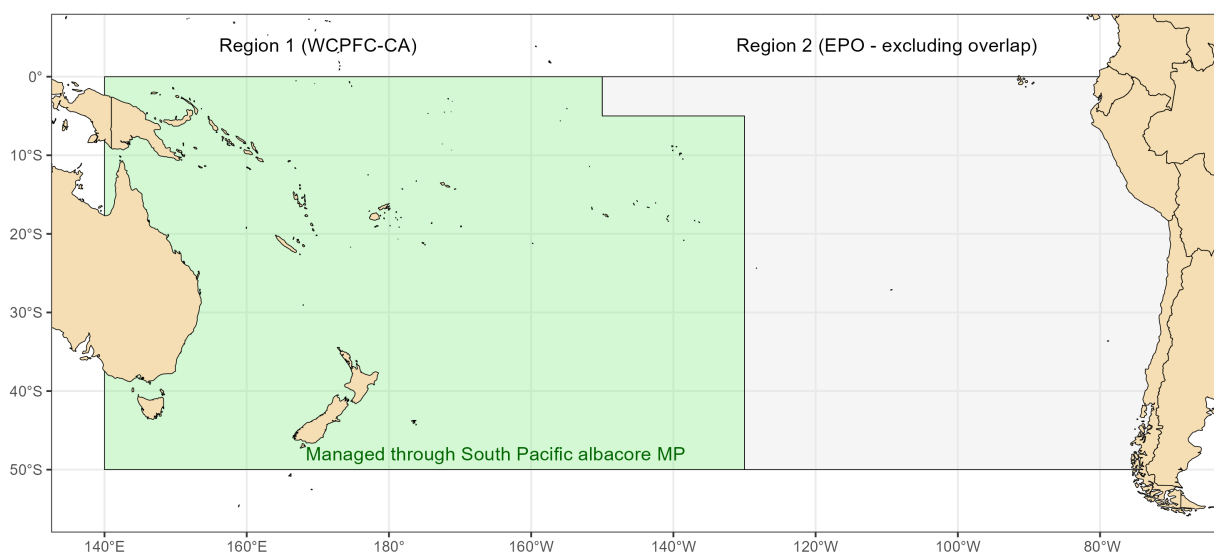 Region 1 (WCPFC-CA)
Region 2 (EPO - excluding overlap)
0°
10°S
20°S
30°S
40°S
50°S
Managed through South Pacific albacore MP
140°E
160°E
180°
160°W
140°W
120°W
100°W
80°W